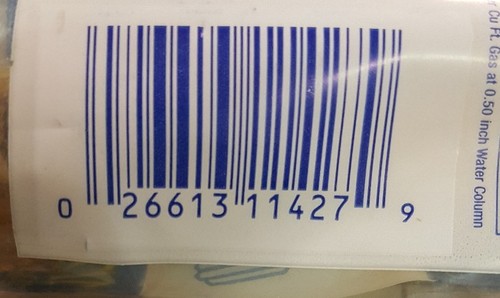 0 26613 11427 9
Cu Ft. Gas at 0.50 inch Water Column